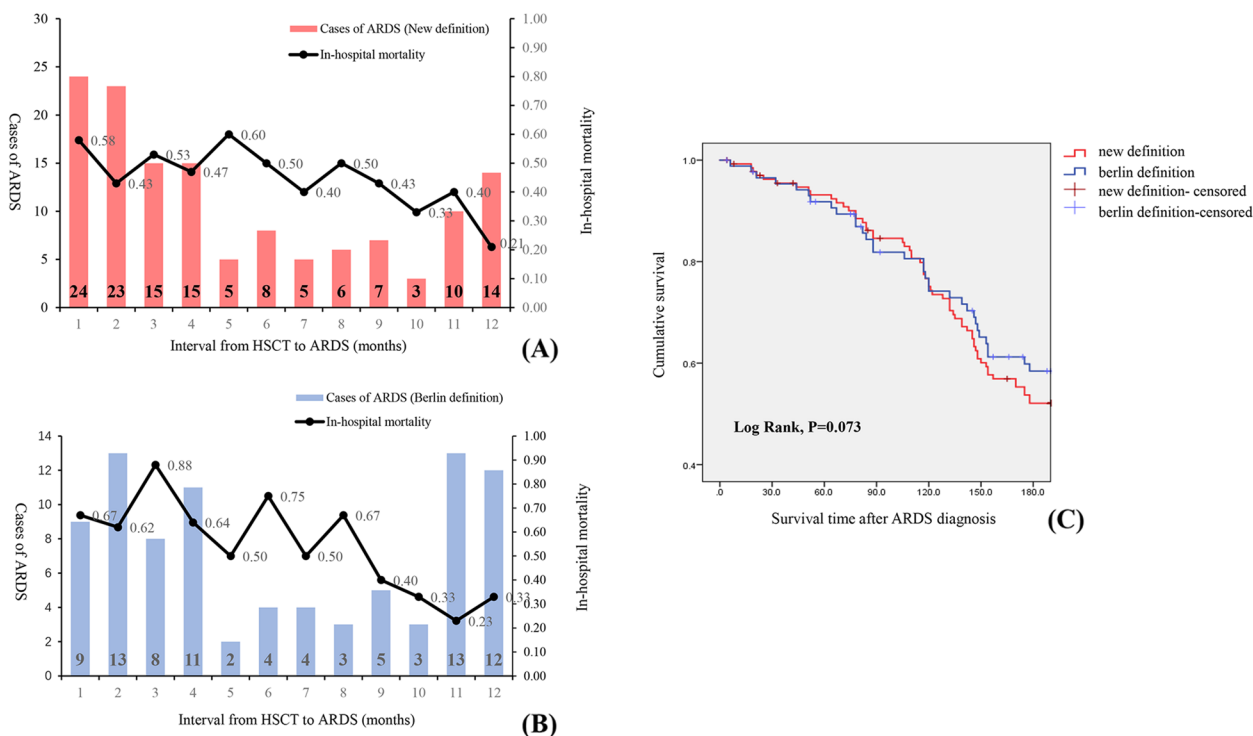 Cases of ARDS (New definition)
In-hospital mortality
30
25
20
15
10
5
0
Cases of ARDS
1.00
0.90
0.80
0.70
0.60
0.50
0.40
0.30
0.20
0.10
0.00
In-hospital mortality
0.58
0.43
0.53
0.47
0.60
0.50
0.40
0.50
0.43
0.33
0.40
0.21
24 23 15 15 5 8 5 6 7 3 10 14
1 2 3 4 5 6 7 8 9 10 11 12
Interval from HSCT to ARDS (months)
(A)
Cases of ARDS (Berlin definition)
In-hospital mortality
14
12
10
8
6
4
2
0
Cases of ARDS
1.00
0.90
0.80
0.70
0.60
0.50
0.40
0.30
0.20
0.10
0.00
In-hospital mortality
0.67
0.62
0.88
0.64
0.50
0.75
0.50
0.67
0.40
0.33
0.23
0.33
9 13 8 11 2 4 4 3 5 3 13 12
1 2 3 4 5 6 7 8 9 10 11 12
Interval from HSCT to ARDS (months)
(B)
new definition
berlin definition
new definition- censored
berlin definition-censored
1.0
0.8
0.6
0.4
Cumulative survival
Log Rank, P=0.073
.0 30.0 60.0 90.0 120.0 150.0 180.0
Survival time after ARDS diagnosis
(C)